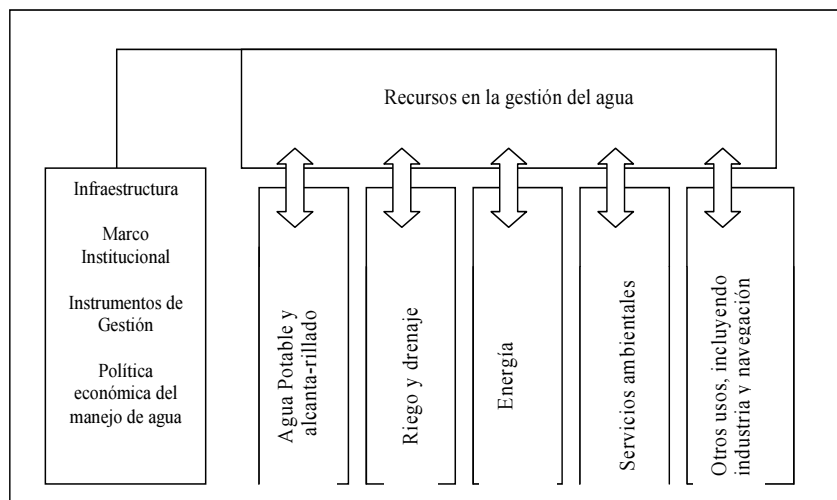 Recursos en la gestión del agua
Infraestructura
Marco
Institucional
Instrumentos de
Gestión
Política
económica del
manejo de agua
Agua Potable y
alcanta-rillado
Riego y drenaje
Energía
Servicios ambientales
Otros usos, incluyendo
industria y navegación